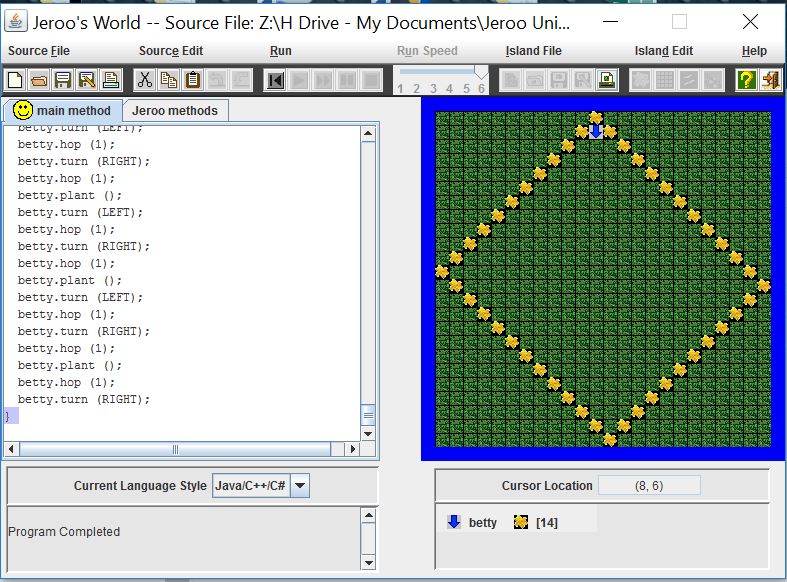 Jeroo's World -- Source File: Z:\H Drive - My Documents\Jeroo Uni...
Source File Source Edit Run Run Speed Island File Island Edit Help
1 2 3 4 5 6
main method Jeroo methods
betty.turn (LEFT);
betty.hop (1);
betty.turn (RIGHT);
betty.hop (1);
betty.plant ();
betty.turn (LEFT);
betty.hop (1);
betty.turn (RIGHT);
betty.hop (1);
betty.plant ();
betty.turn (LEFT);
betty.hop (1);
betty.turn (RIGHT);
betty.hop (1);
betty.plant ();
betty.hop (1);
betty.turn (RIGHT);
}
Current Language Style Java/C++/C#
Cursor Location (8, 6)
Program Completed
betty [14]